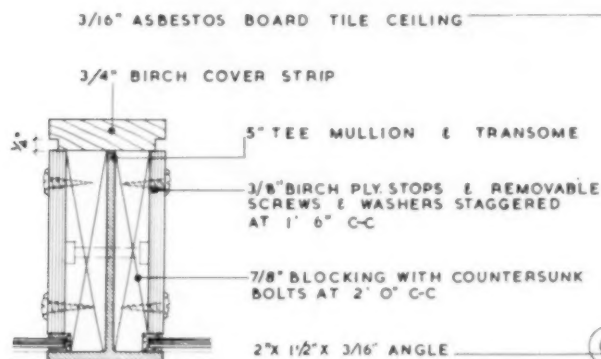 3/16" ASBESTOS BOARD TILE CEILING
3/4" BIRCH COVER STRIP
1/4"
5" TEE MULLION & TRANSOME
3/8" BIRCH PLY. STOPS & REMOVABLE
SCREWS & WASHERS STAGGERED
AT 1' 6" C-C
7/8" BLOCKING WITH COUNTERSUNK
BOLTS AT 2' 0" C-C
2" X 1 1/2" X 3/16" ANGLE